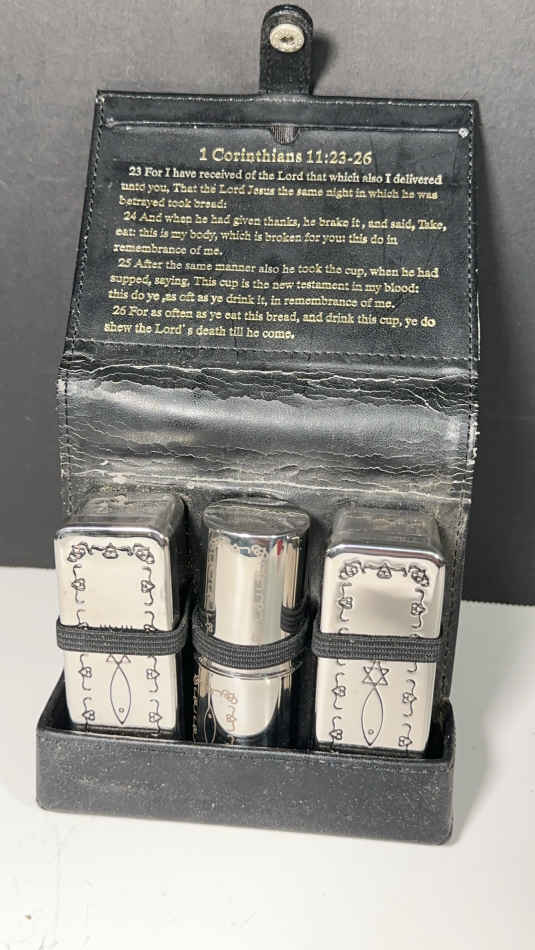 1 Corinthians 11:23-26
23 For I have received of the Lord that which also I delivered
unto you, That the Lord Jesus the same night in which he was
betrayed took bread:
24 And when he had given thanks, he brake it, and said, Take,
eat: this is my body, which is broken for you: this do in
remembrance of me.
25 After the same manner also he took the cup, when he had
supped, saying, This cup is the new testament in my blood:
this do ye ,as oft as ye drink it, in remembrance of me.
26 For as often as ye eat this bread, and drink this cup, ye do
shew the Lord's death till he come.